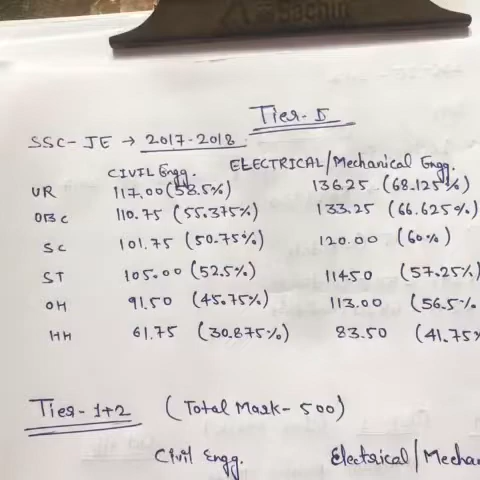 Sachin
Tier-I
SSC-JE → 2017-2018
CIVIL Engg. ELECTRICAL/Mechanical Engg.
UR 117.00 (58.5%) 136.25 (68.125%)
OBC 110.75 (55.375%) 133.25 (66.625%)
SC 101.75 (50.75%) 120.00 (60%)
ST 105.00 (52.5%) 114.50 (57.25%)
OH 91.50 (45.75%) 113.00 (56.5%
HH 61.75 (30.875%) 83.50 (41.75%
Tier-1+2 (Total Mark-500)
Civil Engg. Electrical/Mecha